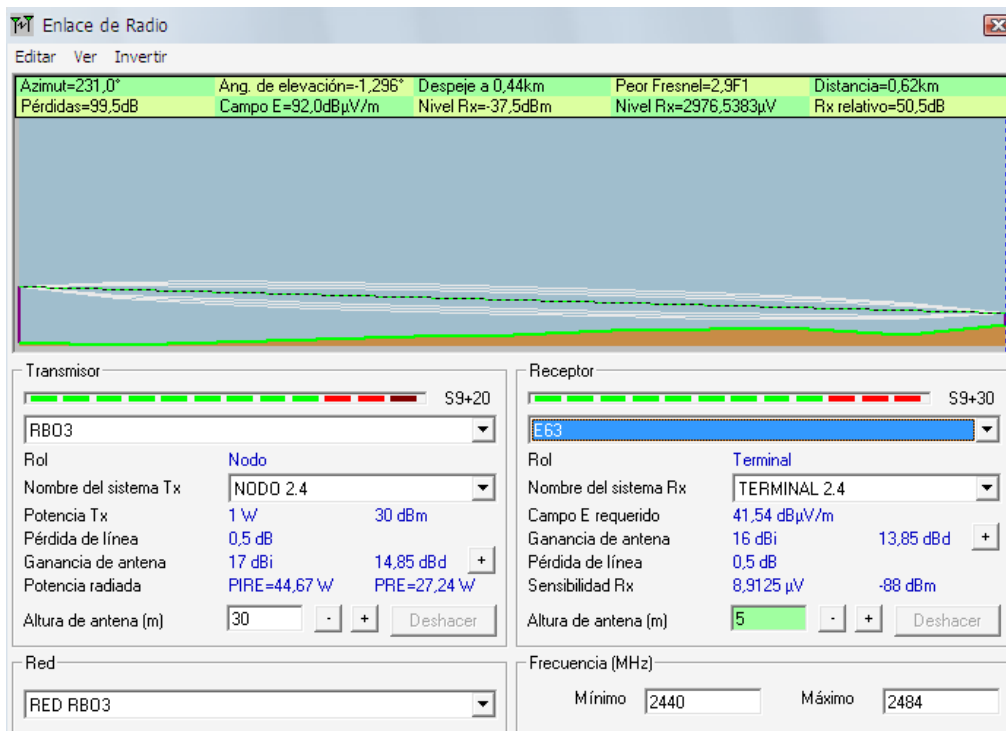 Enlace de Radio
Editar Ver Invertir
Azimut=231,0° Ang. de elevación=-1,296° Despeje a 0,44km Peor Fresnel=2,9F1 Distancia=0,62km
Pérdidas=99,5dB Campo E=92,0dBµV/m Nivel Rx=-37,5dBm Nivel Rx=2976,5383µV Rx relativo=50,5dB
Transmisor
S9+20
RBO3
Rol Nodo
Nombre del sistema Tx NODO 2.4
Potencia Tx 1 W 30 dBm
Pérdida de línea 0,5 dB
Ganancia de antena 17 dBi 14,85 dBd +
Potencia radiada PIRE=44,67 W PRE=27,24 W
Altura de antena (m) 30 - + Deshacer
Red
RED RBO3
Receptor
S9+30
E63
Rol Terminal
Nombre del sistema Rx TERMINAL 2.4
Campo E requerido 41,54 dBµV/m
Ganancia de antena 16 dBi 13,85 dBd +
Pérdida de línea 0,5 dB
Sensibilidad Rx 8,9125 µV -88 dBm
Altura de antena (m) 5 - + Deshacer
Frecuencia (MHz)
Mínimo 2440 Máximo 2484